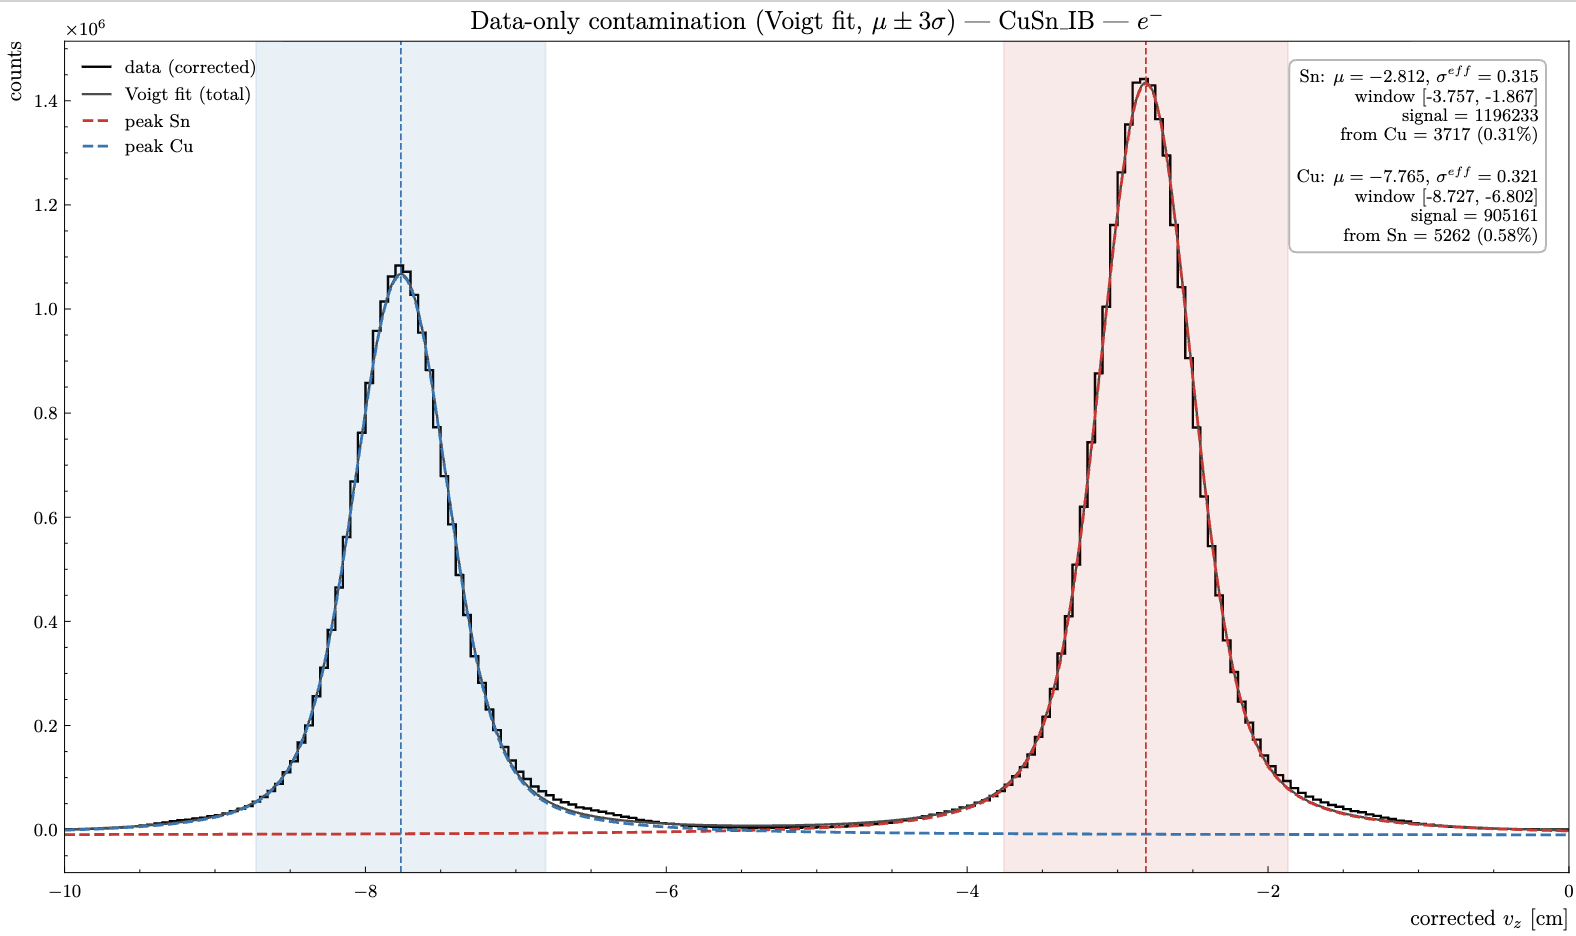 Data-only contamination (Voigt fit, μ ± 3σ) — CuSn_IB — e⁻
×10⁶
counts
data (corrected)
Voigt fit (total)
peak Sn
peak Cu
Sn: μ = −2.812, σᵉᶠᶠ = 0.315
window [-3.757, -1.867]
signal = 1196233
from Cu = 3717 (0.31%)
Cu: μ = −7.765, σᵉᶠᶠ = 0.321
window [-8.727, -6.802]
signal = 905161
from Sn = 5262 (0.58%)
1.4
1.2
1.0
0.8
0.6
0.4
0.2
0.0
−10
−8
−6
−4
−2
0
corrected v_z [cm]